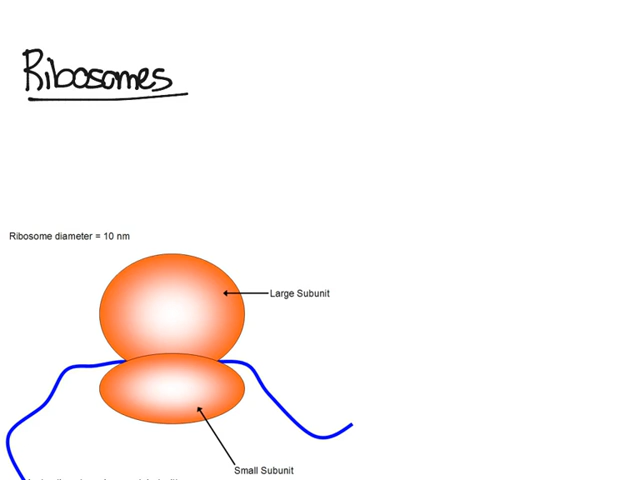 Ribosomes
Ribosome diameter = 10 nm
Large Subunit
Small Subunit